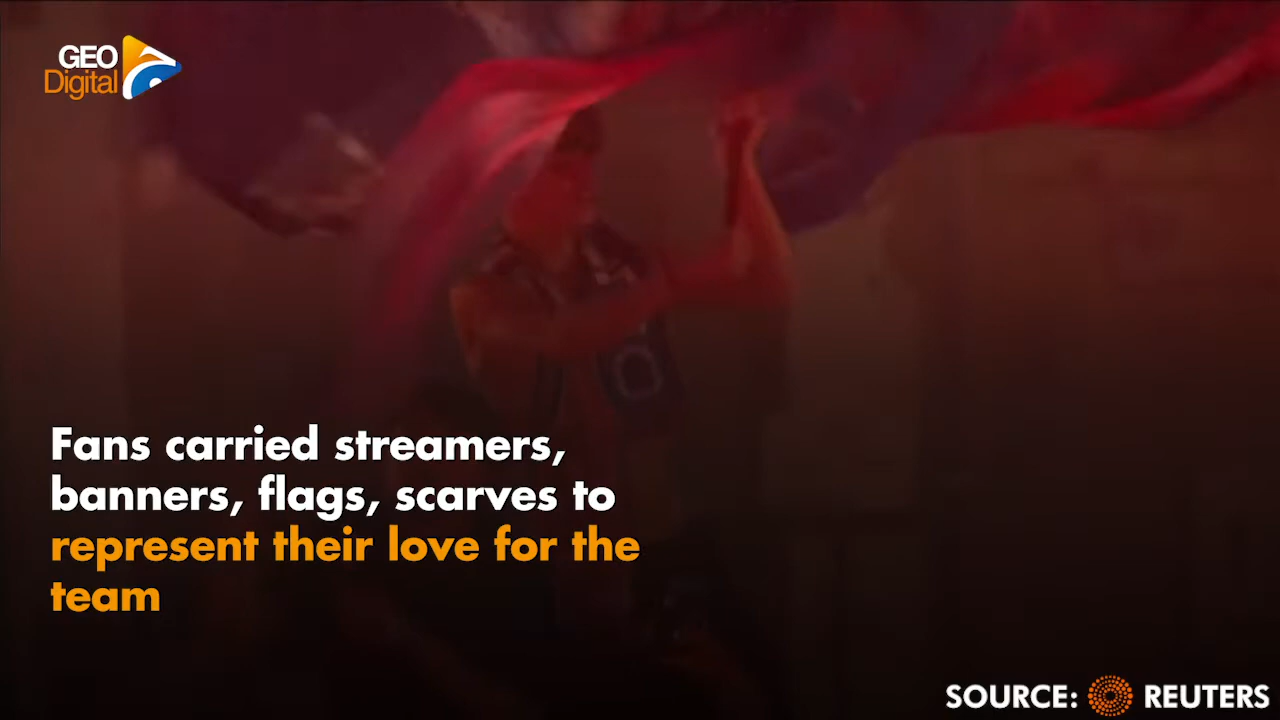 GEO
Digital
Fans carried streamers,
banners, flags, scarves to
represent their love for the
team
SOURCE: REUTERS